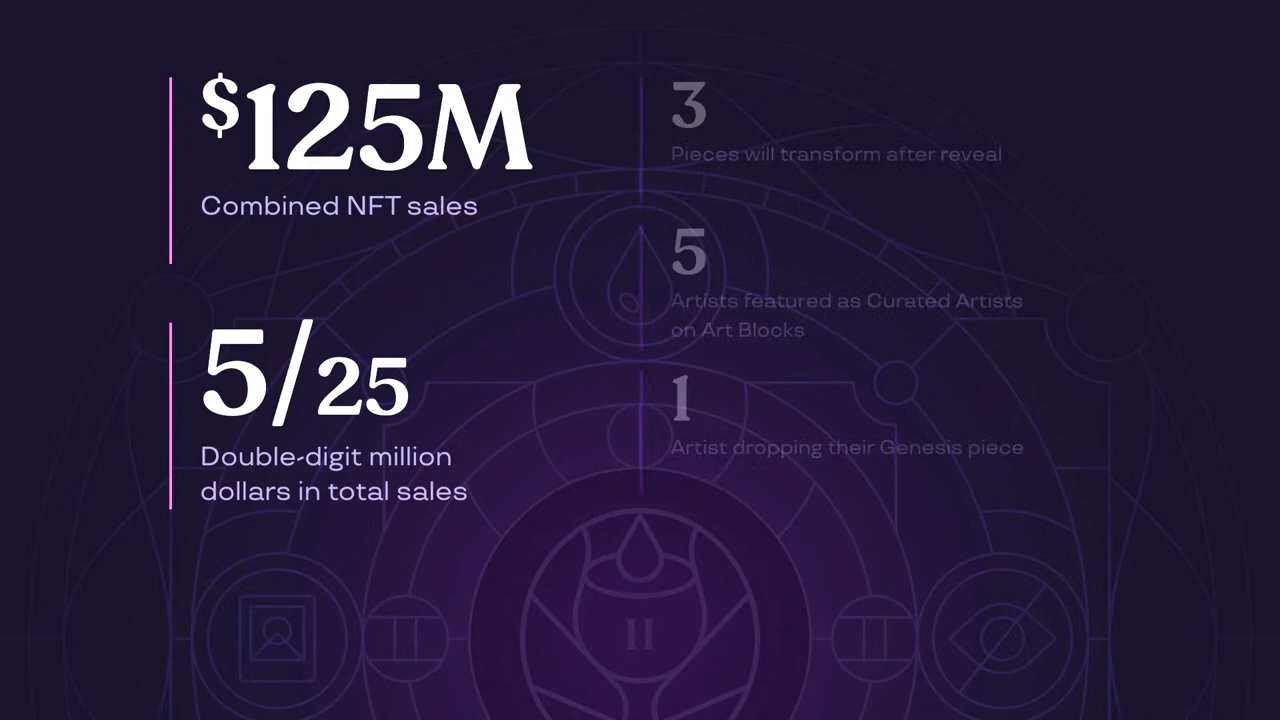 $125M
Combined NFT sales
5/25
Double-digit million
dollars in total sales
3
Pieces will transform after reveal
5
Artists featured as Curated Artists
on Art Blocks
1
Artist dropping their Genesis piece
II